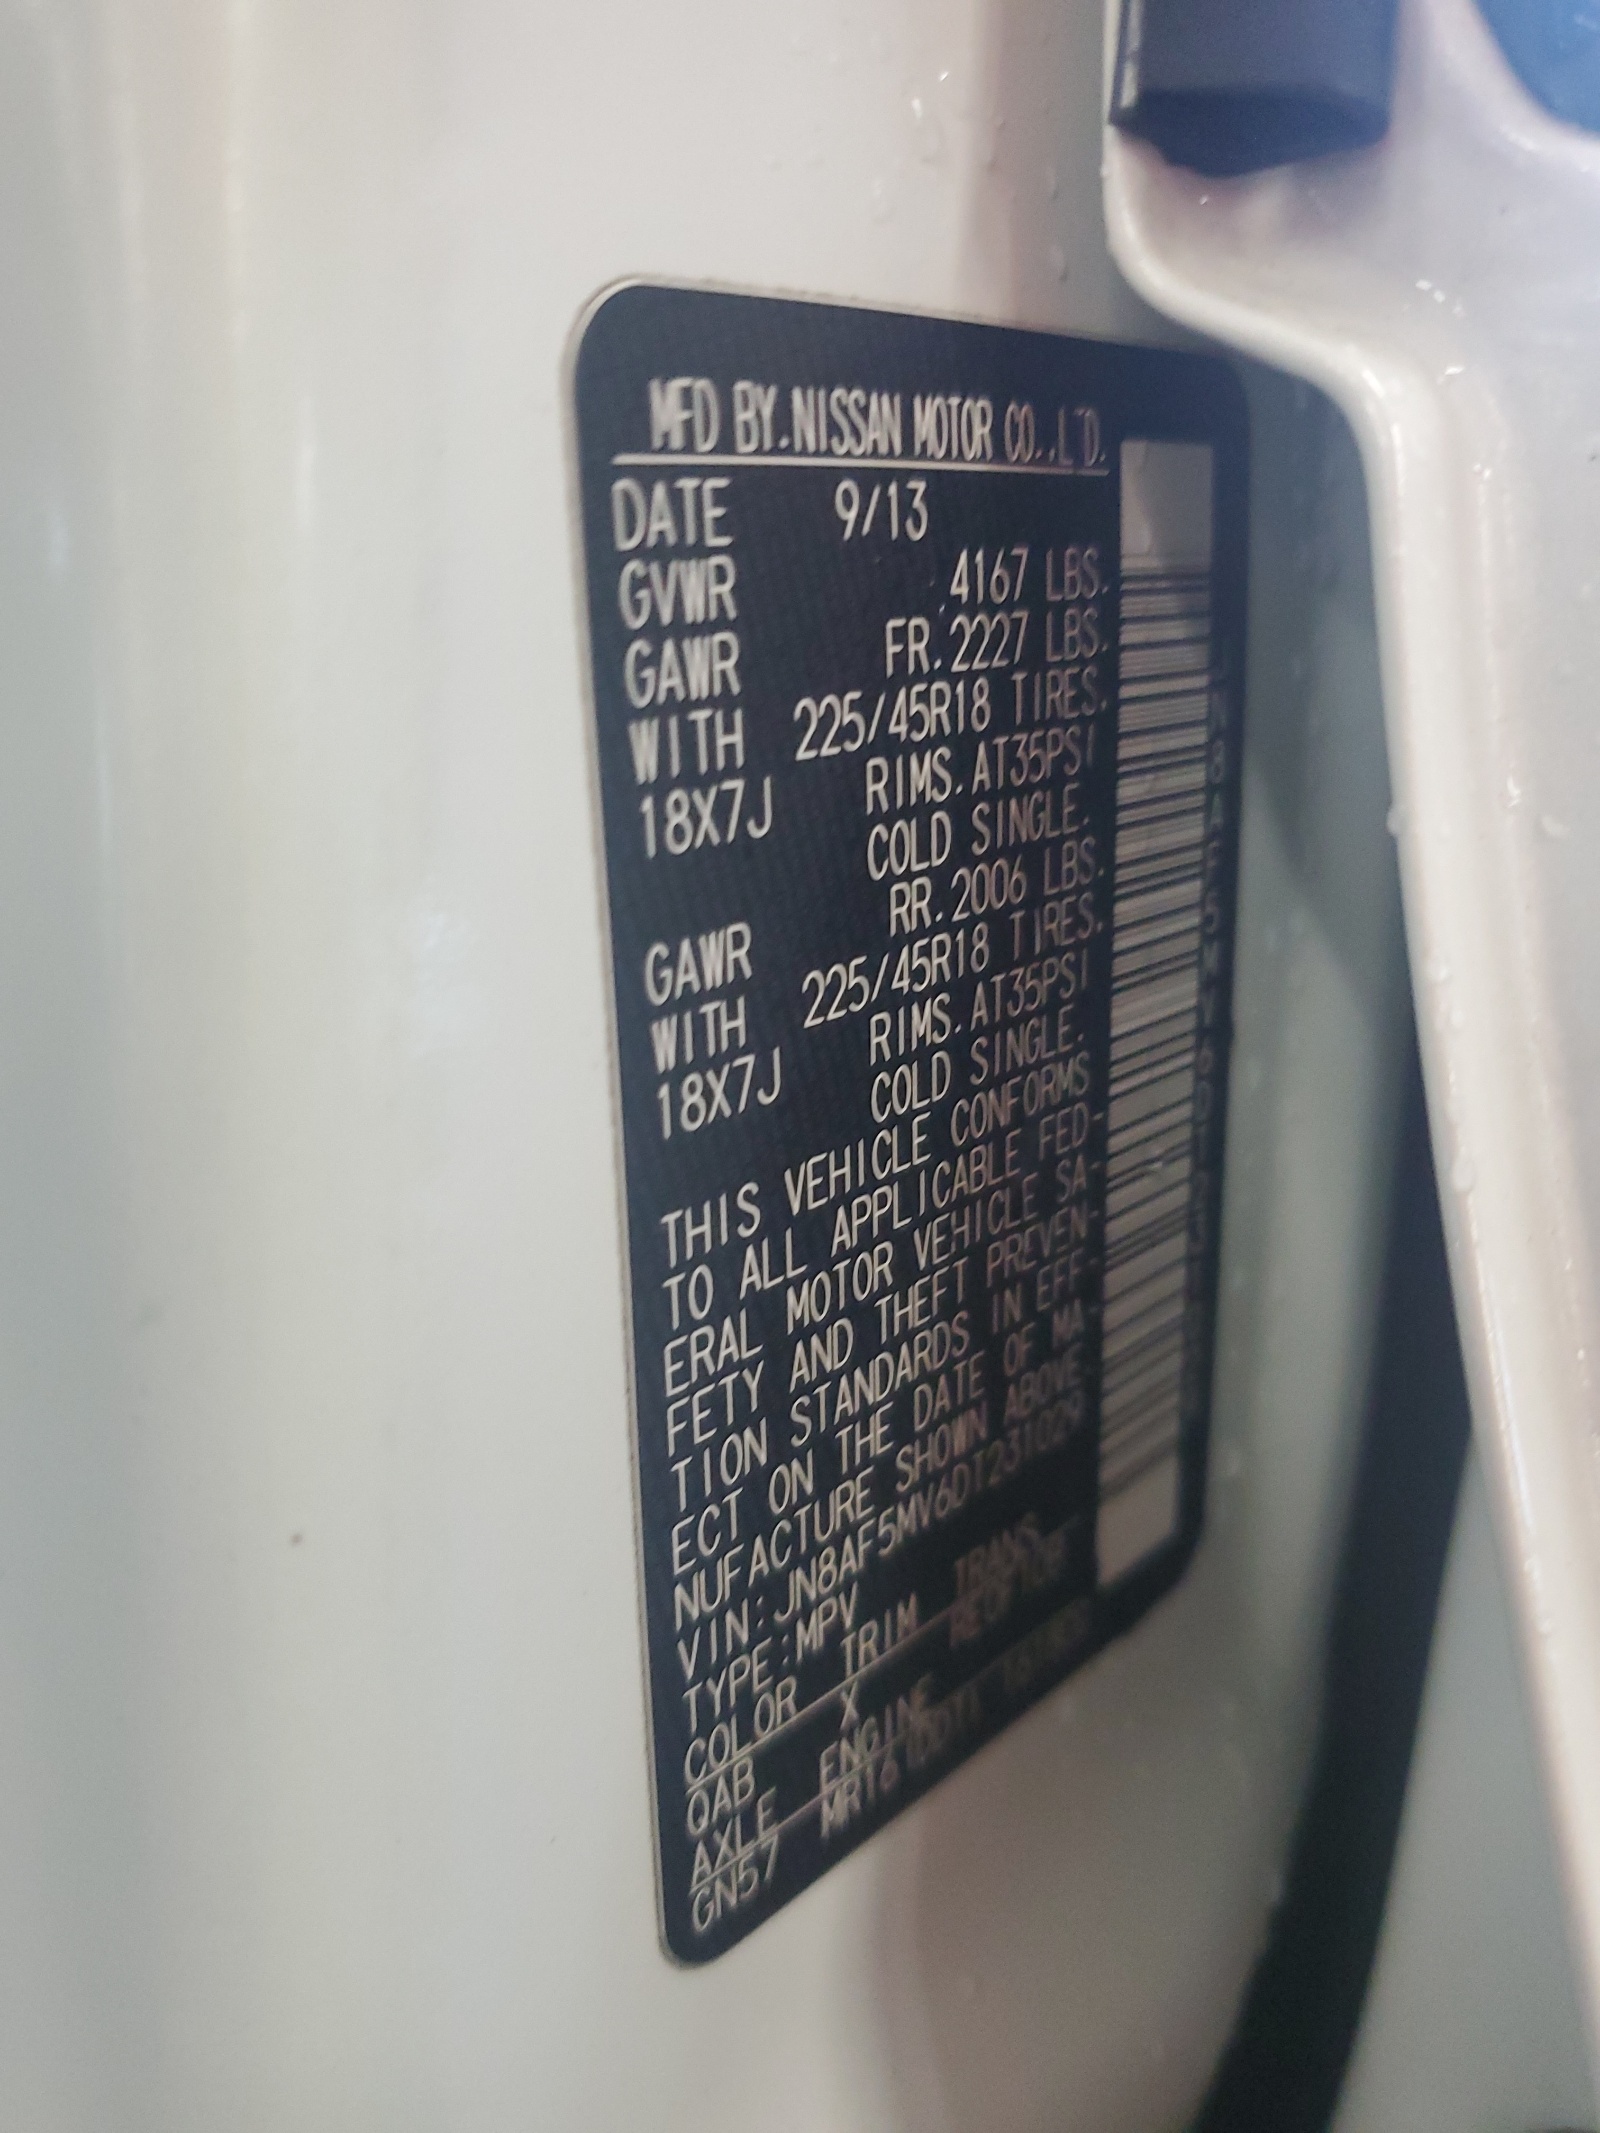 MFD BY.NISSAN MOTOR CO.,LTD.
DATE 9/13
GVWR 4167 LBS.
GAWR FR. 2227 LBS.
WITH 225/45R18 TIRES.
18X7J RIMS. AT35PSI
COLD SINGLE.
GAWR RR. 2006 LBS.
WITH 225/45R18 TIRES.
18X7J RIMS. AT35PSI
COLD SINGLE.
THIS VEHICLE CONFORMS
TO ALL APPLICABLE FED-
ERAL MOTOR VEHICLE SA-
FETY AND THEFT PREVEN-
TION STANDARDS IN EFF-
ECT ON THE DATE OF MA
NUFACTURE SHOWN ABOVE
VIN:JN8AF5MV6DT231029
TYPE:MPV
COLOR TRIM TRANS
QAB X
AXLE ENGINE
GN57